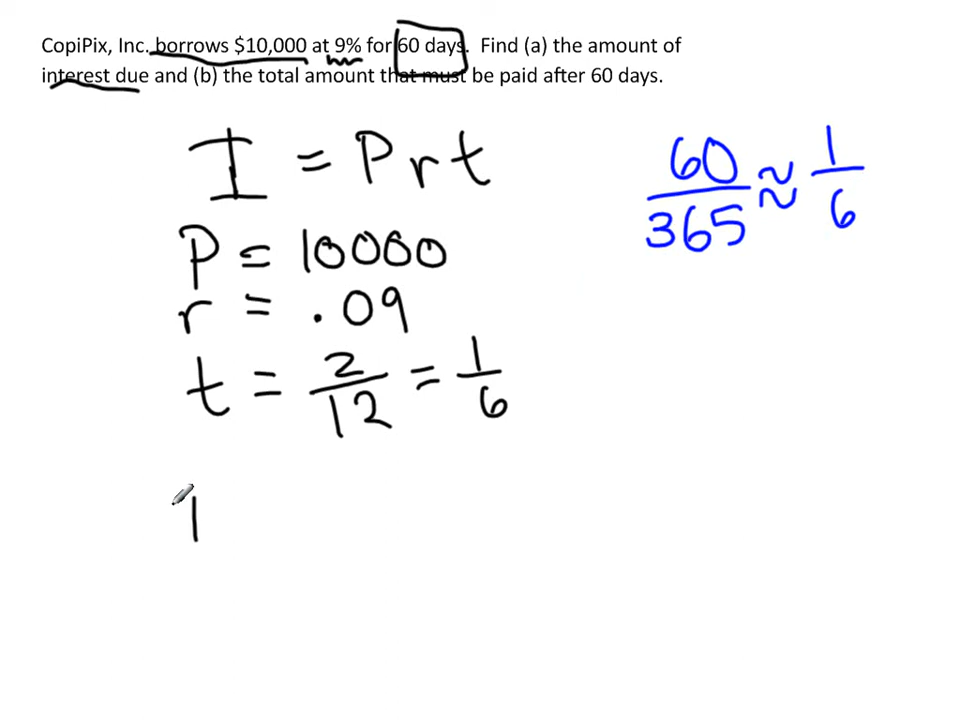 CopiPix, Inc. borrows $10,000 at 9% for 60 days. Find (a) the amount of
interest due and (b) the total amount that must be paid after 60 days.
I = P r t
60/365 ≈ 1/6
P = 10000
r = .09
t = 2/12 = 1/6